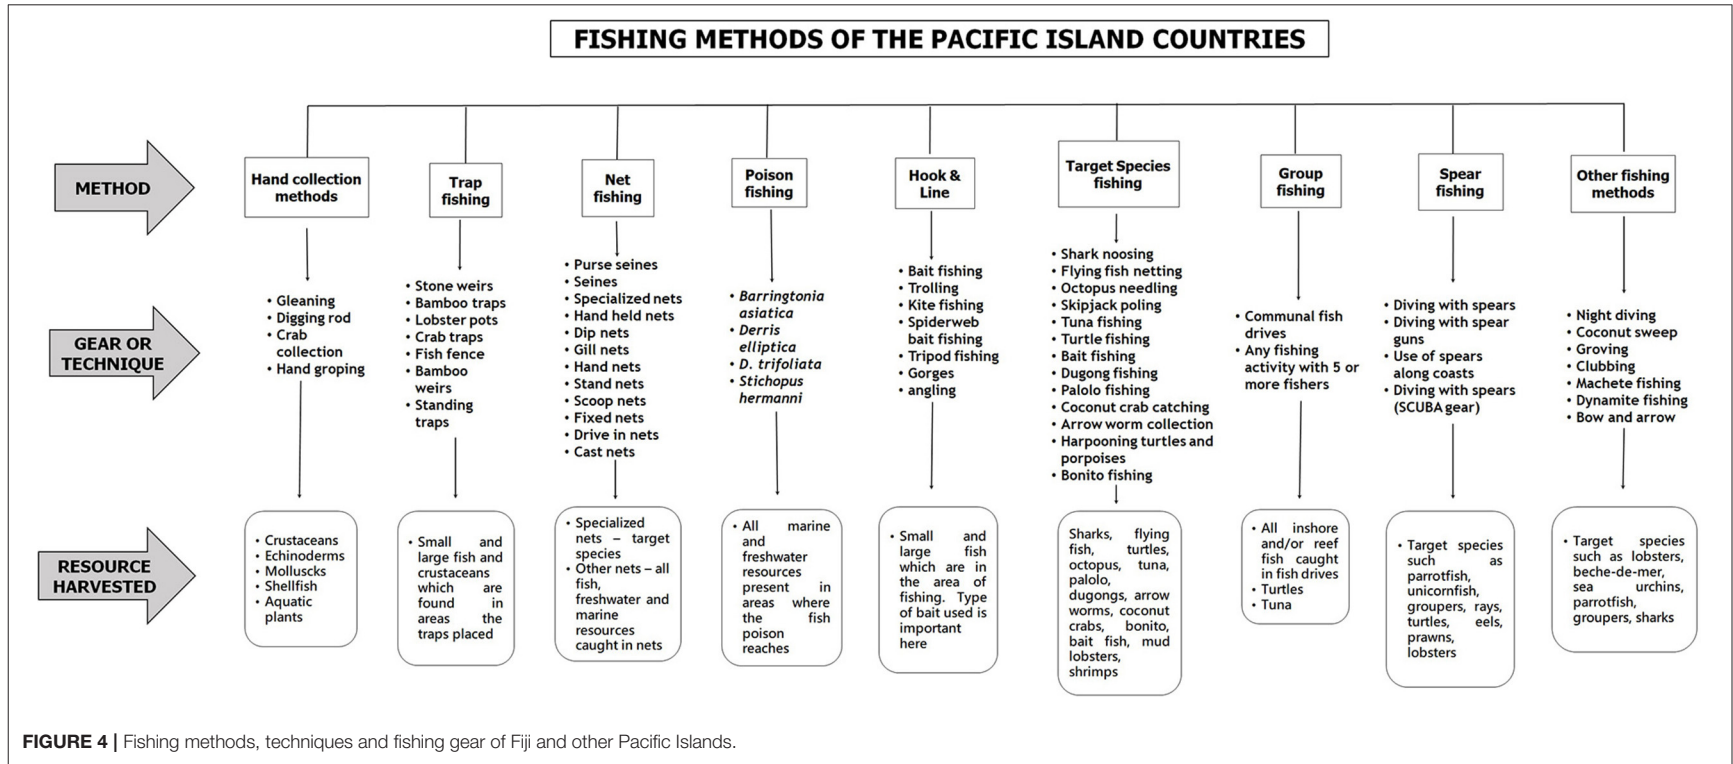 FISHING METHODS OF THE PACIFIC ISLAND COUNTRIES
METHOD
Hand collection
methods
Trap
fishing
Net
fishing
Poison
fishing
Hook &
Line
Target Species
fishing
Group
fishing
Spear
fishing
Other fishing
methods
GEAR OR
TECHNIQUE
• Gleaning
• Digging rod
• Crab
collection
• Hand groping
• Stone weirs
• Bamboo traps
• Lobster pots
• Crab traps
• Fish fence
• Bamboo
weirs
• Standing
traps
• Purse seines
• Seines
• Specialized nets
• Hand held nets
• Dip nets
• Gill nets
• Hand nets
• Stand nets
• Scoop nets
• Fixed nets
• Drive in nets
• Cast nets
• Barringtonia
asiatica
• Derris
elliptica
• D. trifoliata
• Stichopus
hermanni
• Bait fishing
• Trolling
• Kite fishing
• Spiderweb
bait fishing
• Tripod fishing
• Gorges
• angling
• Shark noosing
• Flying fish netting
• Octopus needling
• Skipjack poling
• Tuna fishing
• Turtle fishing
• Bait fishing
• Dugong fishing
• Palolo fishing
• Coconut crab catching
• Arrow worm collection
• Harpooning turtles and
porpoises
• Bonito fishing
• Communal fish
drives
• Any fishing
activity with 5 or
more fishers
• Diving with spears
• Diving with spear
guns
• Use of spears
along coasts
• Diving with spears
(SCUBA gear)
• Night diving
• Coconut sweep
• Groving
• Clubbing
• Machete fishing
• Dynamite fishing
• Bow and arrow
RESOURCE
HARVESTED
• Crustaceans
• Echinoderms
• Molluscks
• Shellfish
• Aquatic
plants
• Small and
large fish and
crustaceans
which are
found in
areas the
traps placed
• Specialized
nets – target
species
• Other nets – all
fish,
freshwater and
marine
resources
caught in nets
• All marine
and
freshwater
resources
present in
areas where
the fish
poison
reaches
• Small and
large fish
which are in
the area of
fishing. Type
of bait used is
important
here
Sharks, flying
fish, turtles,
octopus, tuna,
palolo,
dugongs, arrow
worms, coconut
crabs, bonito,
bait fish, mud
lobsters,
shrimps
• All inshore
and/or reef
fish caught
in fish drives
• Turtles
• Tuna
• Target species
such as
parrotfish,
unicornfish,
groupers, rays,
turtles, eels,
prawns,
lobsters
• Target species
such as lobsters,
beche-de-mer,
sea urchins,
parrotfish,
groupers, sharks
FIGURE 4 | Fishing methods, techniques and fishing gear of Fiji and other Pacific Islands.